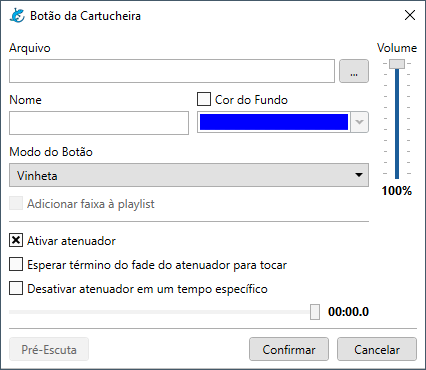 Botão da Cartucheira
Arquivo
Volume
...
Nome
Cor do Fundo
Modo do Botão
Vinheta
100%
Adicionar faixa à playlist
Ativar atenuador
Esperar término do fade do atenuador para tocar
Desativar atenuador em um tempo específico
00:00.0
Pré-Escuta
Confirmar
Cancelar